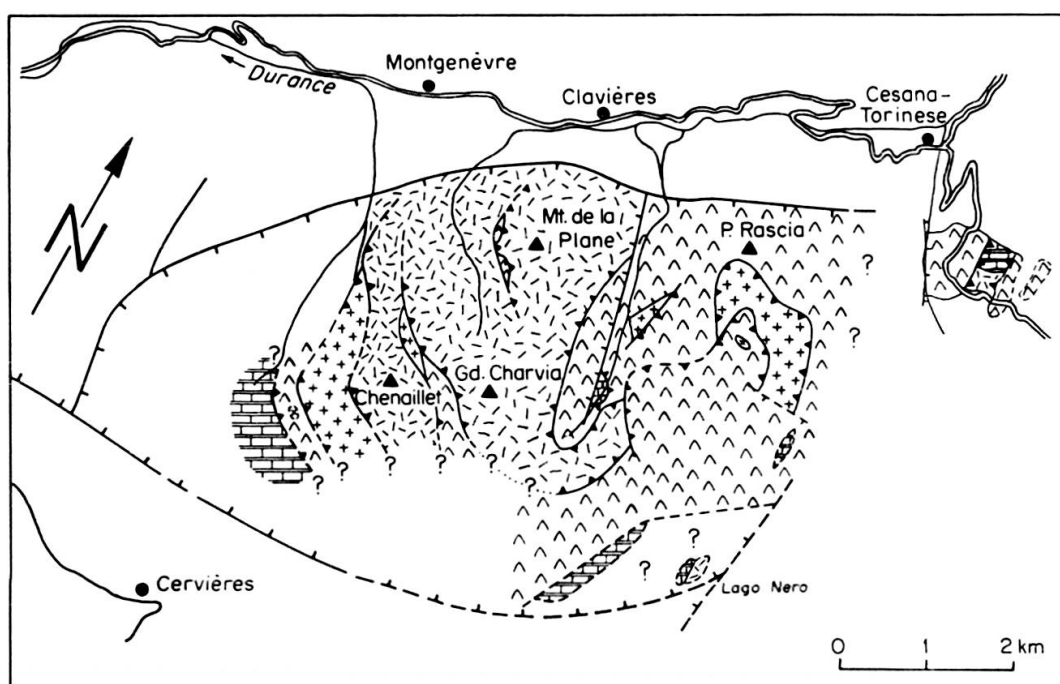 Montgenèvre
Durance
Clavières
Cesana-
Torinese
N
Mt. de la
Plane
P. Rascia
Chenaillet
Gd. Charvia
Cervières
Lago Nero
0 1 2 km
? ? ? ? ? ? ? ? ? ? ? ? ?